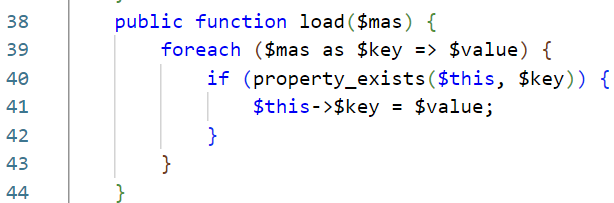 38 public function load($mas) {
39 foreach ($mas as $key => $value) {
40 if (property_exists($this, $key)) {
41 $this->$key = $value;
42 }
43 }
44 }